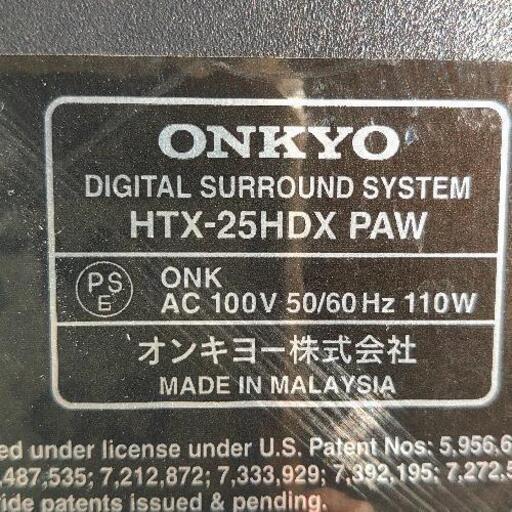 ONKYO
DIGITAL SURROUND SYSTEM
HTX-25HDX PAW
PS
E
ONK
AC 100V 50/60 Hz 110W
オンキヨー株式会社
MADE IN MALAYSIA
under license under U.S. Patent Nos: 5,956,6
,487,535; 7,212,872; 7,333,929; 7,392,195; 7,272,5
patents issued & pending.